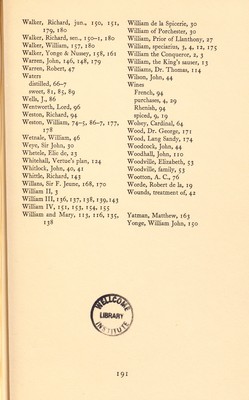 Walker, Richard, jun., 150, 151,
179, 180
Walker, Richard, sen., 150-1, 180
Walker, William, 157, 180
Walker, Yonge & Nussey, 158, 161
Warren, John, 146, 148, 179
Warren, Robert, 47
Waters
distilled, 66-7
sweet, 81, 85, 89
Wells, J., 86
Wentworth, Lord, 96
Weston, Richard, 94
Weston, William, 74-5, 86-7, 177,
178
Wetnale, William, 46
Weye, Sir John, 30
Whetele, Elie de, 23
Whitehall, Vertue's plan, 124
Whitlock, John, 40, 41
Whittle, Richard, 143
Willans, Sir F. Jeune, 168, 170
William II, 3
William III, 136, 137, 138, 139, 143
William IV, 151, 153, 154, 155
William and Mary, 113, 116, 135,
138
William de la Spicerie, 30
William of Porchester, 30
William, Prior of Llanthony, 27
William, speciarius, 3, 4, 12, 175
William the Conqueror, 2, 3
William, the King's sauser, 13
Williams, Dr. Thomas, 114
Wilson, John, 44
Wines
French, 94
purchases, 4, 29
Rhenish, 94
spiced, 9, 19
Wolsey, Cardinal, 64
Wood, Dr. George, 171
Wood, Lang Sandy, 174
Woodcock, John, 44
Woodhall, John, 110
Woodville, Elizabeth, 53
Woodville, family, 53
Wootton, A. C., 76
Worde, Robert de la, 19
Wounds, treatment of, 42
Yatman, Matthew, 163
Yonge, William John, 150
WELLCOME
LIBRARY
INSTITUTE
191